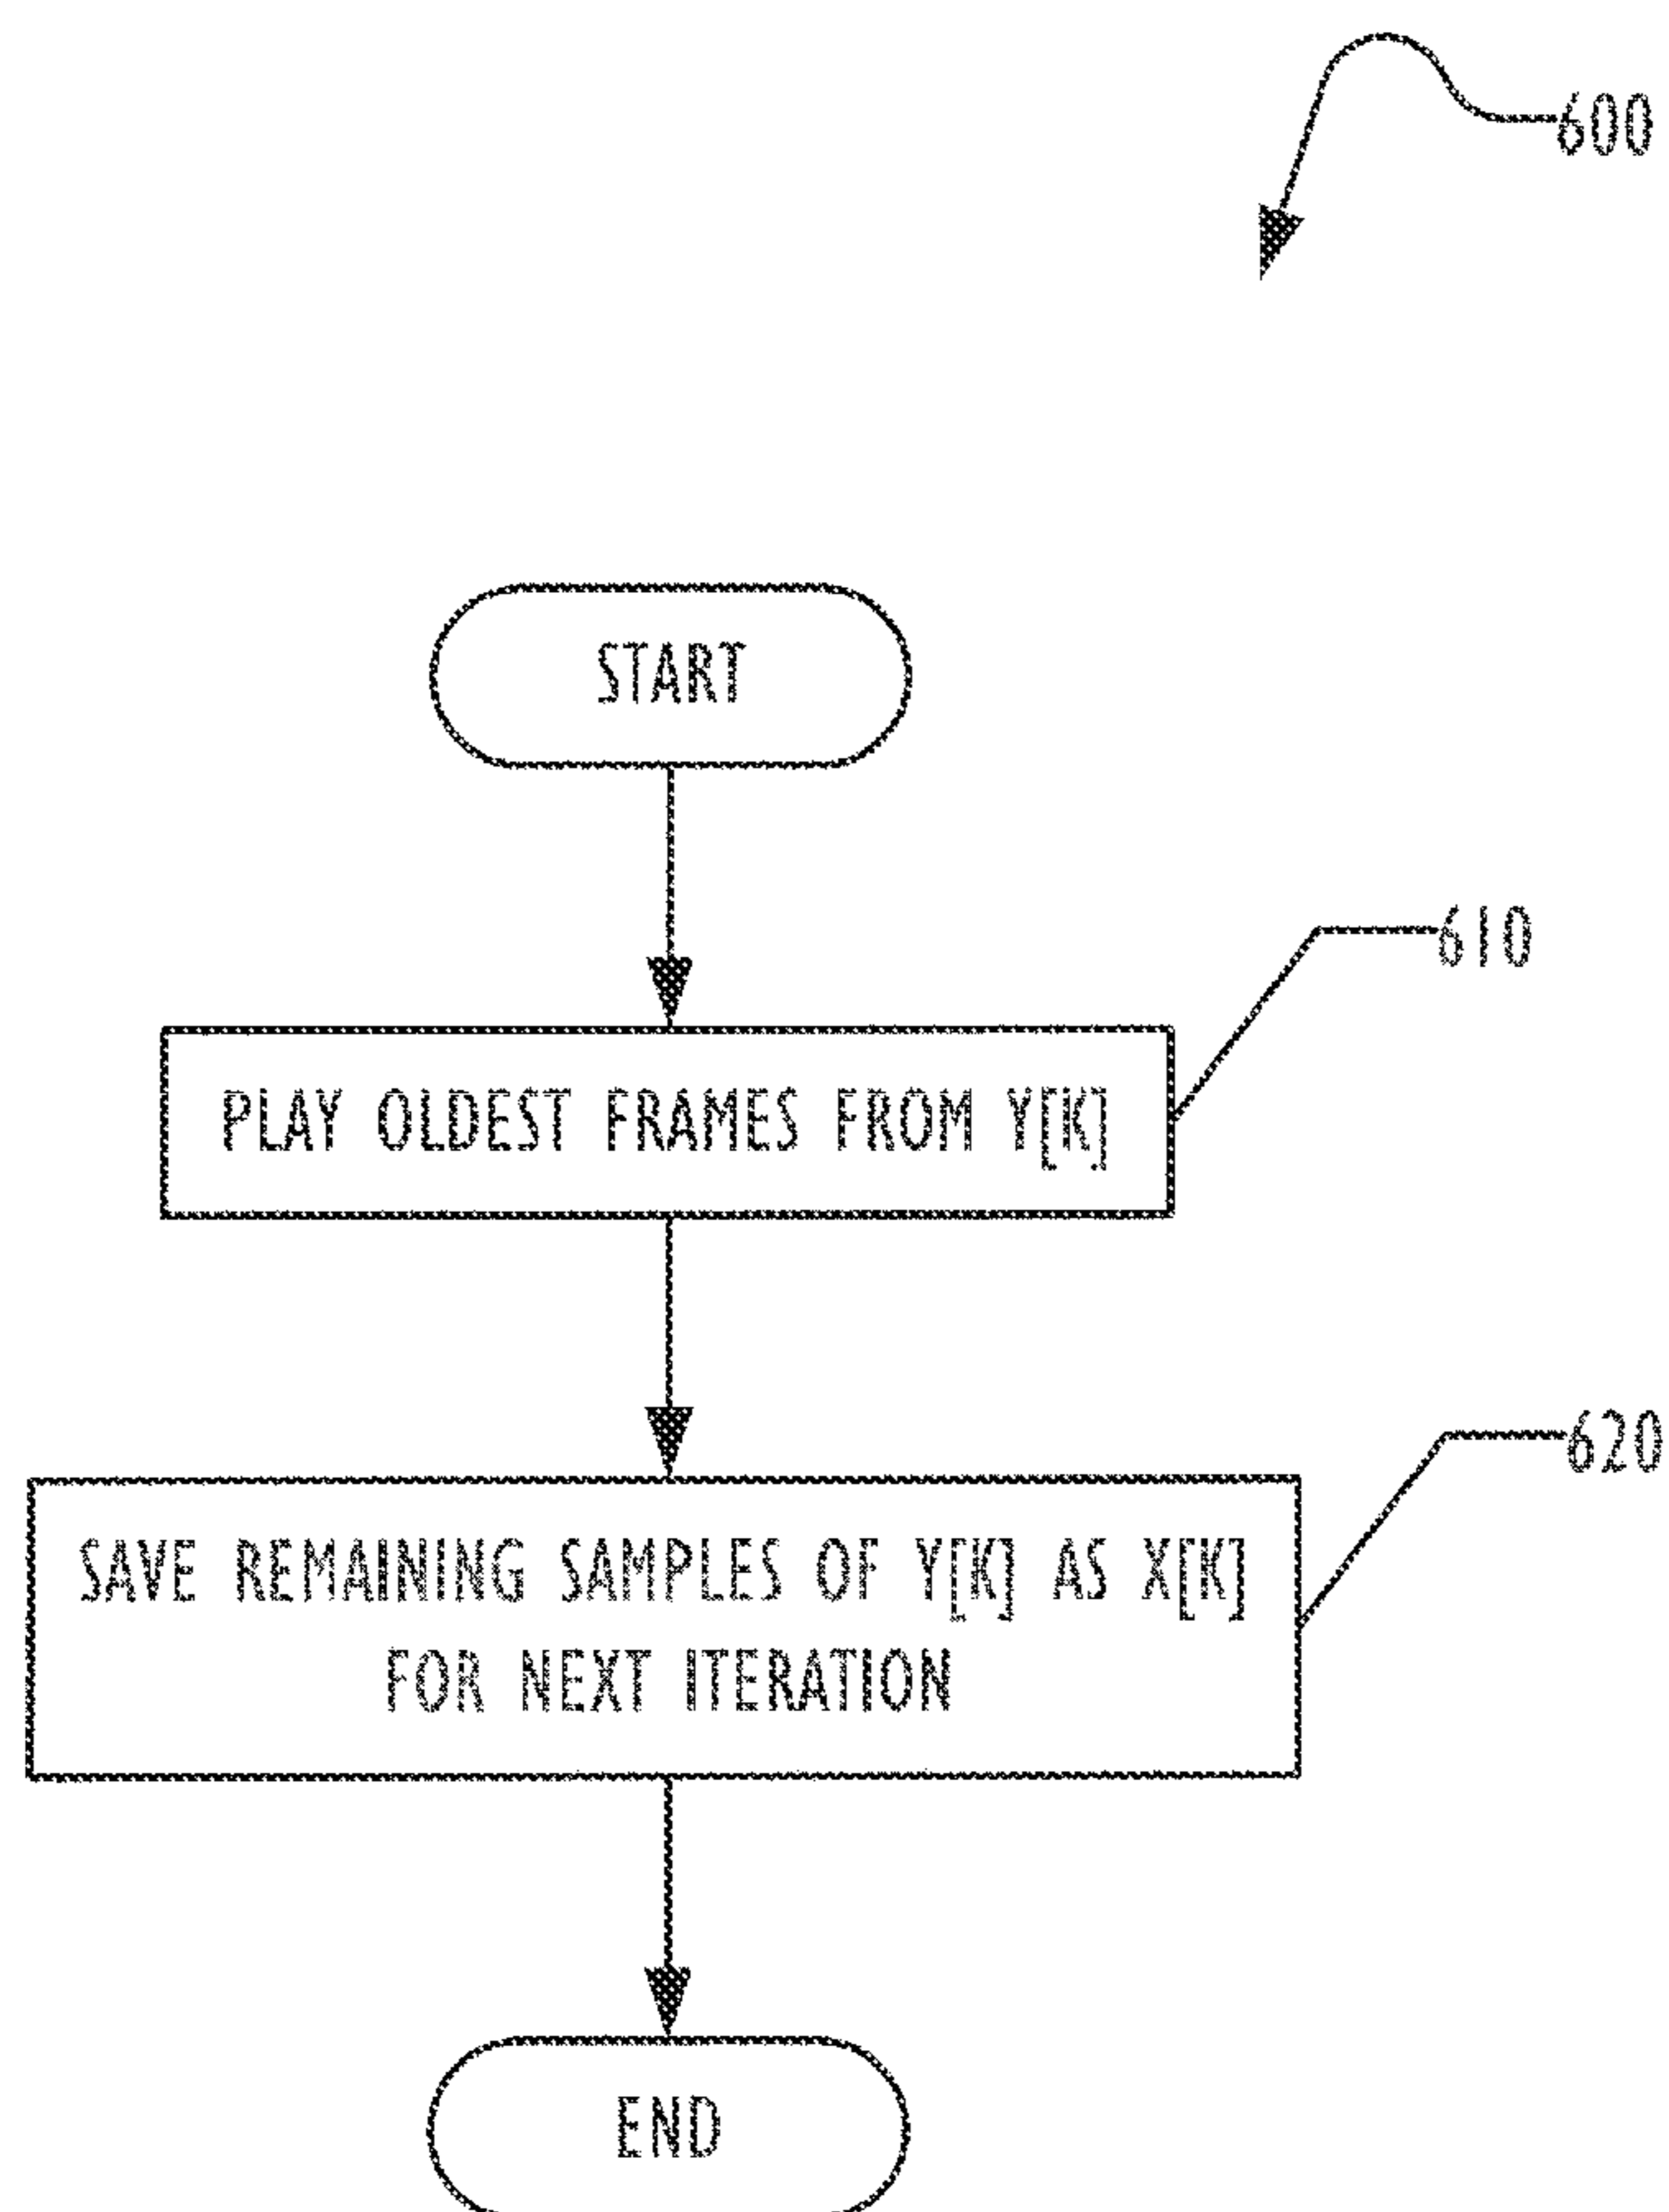 600
START
610
PLAY OLDEST FRAMES FROM Y[K]
620
SAVE REMAINING SAMPLES OF Y[K] AS X[K]
FOR NEXT ITERATION
END